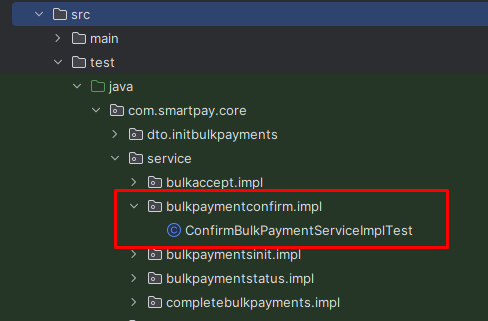 src
main
test
java
com.smartpay.core
dto.initbulkpayments
service
bulkaccept.impl
bulkpaymentconfirm.impl
ConfirmBulkPaymentServiceImplTest
bulkpaymentsinit.impl
bulkpaymentstatus.impl
completebulkpayments.impl